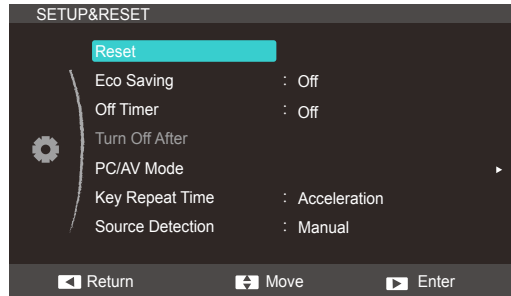 SETUP&RESET
Reset
Eco Saving : Off
Off Timer : Off
Turn Off After
PC/AV Mode
Key Repeat Time : Acceleration
Source Detection : Manual
Return Move Enter